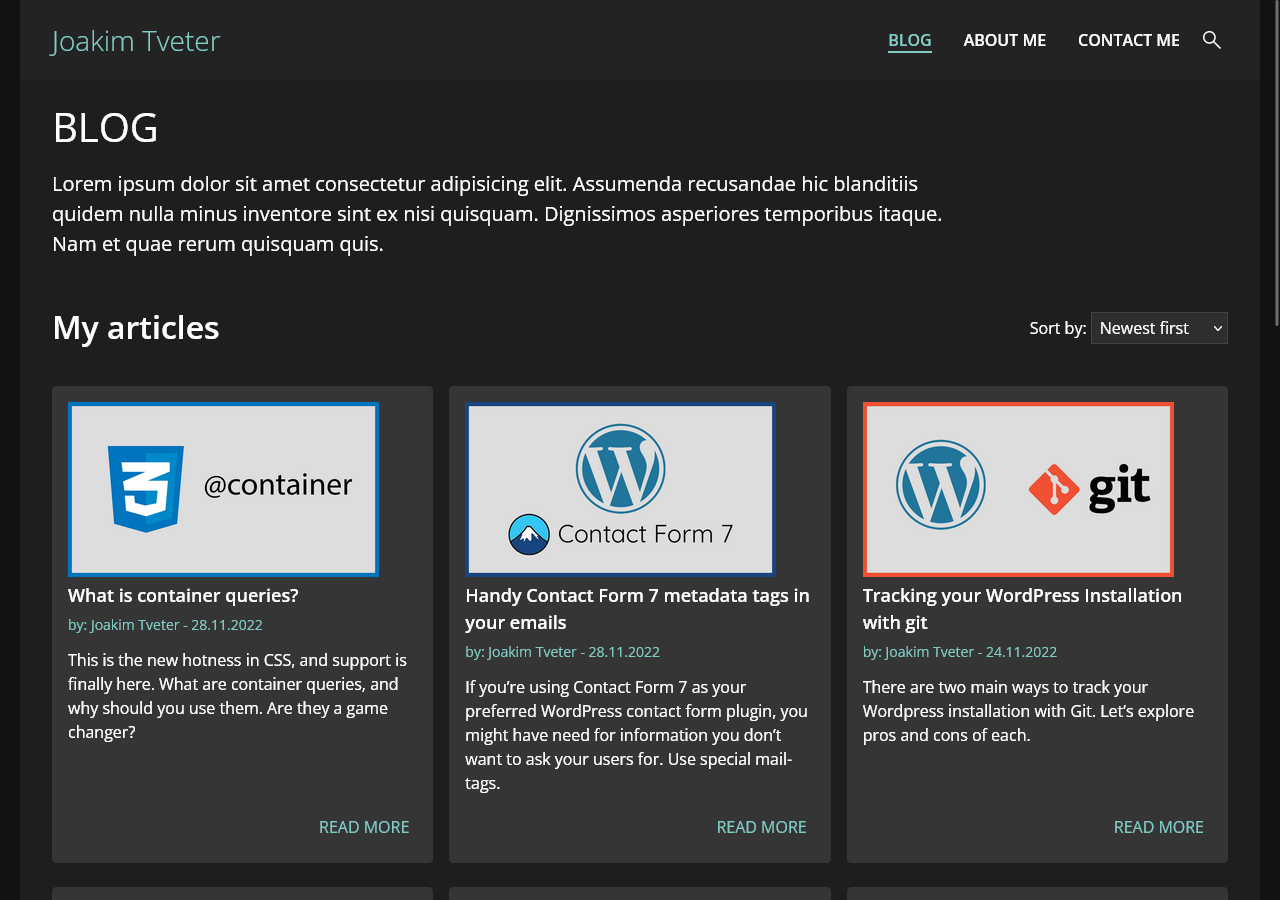 Joakim Tveter
BLOG ABOUT ME CONTACT ME
BLOG
Lorem ipsum dolor sit amet consectetur adipisicing elit. Assumenda recusandae hic blanditiis
quidem nulla minus inventore sint ex nisi quisquam. Dignissimos asperiores temporibus itaque.
Nam et quae rerum quisquam quis.
My articles
Sort by: Newest first
3 @container
What is container queries?
by: Joakim Tveter - 28.11.2022
This is the new hotness in CSS, and support is
finally here. What are container queries, and
why should you use them. Are they a game
changer?
READ MORE
W
Contact Form 7
Handy Contact Form 7 metadata tags in
your emails
by: Joakim Tveter - 28.11.2022
If you’re using Contact Form 7 as your
preferred WordPress contact form plugin, you
might have need for information you don’t
want to ask your users for. Use special mail-
tags.
READ MORE
W git
Tracking your WordPress Installation
with git
by: Joakim Tveter - 24.11.2022
There are two main ways to track your
Wordpress installation with Git. Let’s explore
pros and cons of each.
READ MORE